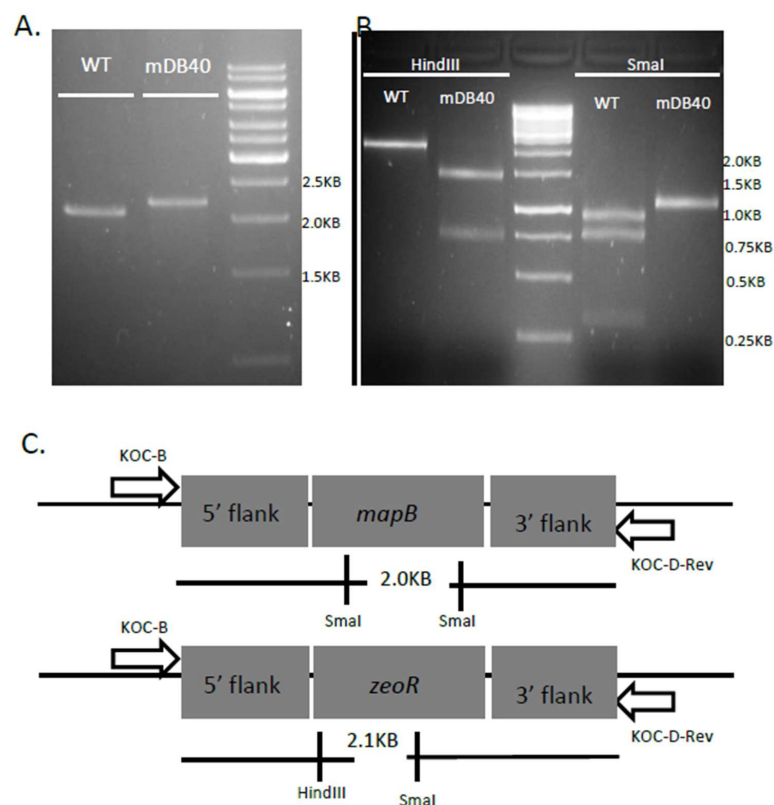 A.
WT
mDB40
2.5KB
2.0KB
1.5KB
B.
HindIII
SmaI
WT
mDB40
WT
mDB40
2.0KB
1.5KB
1.0KB
0.75KB
0.5KB
0.25KB
C.
KOC-B
5' flank
mapB
3' flank
KOC-D-Rev
2.0KB
SmaI
SmaI
KOC-B
5' flank
zeoR
3' flank
KOC-D-Rev
2.1KB
HindIII
SmaI